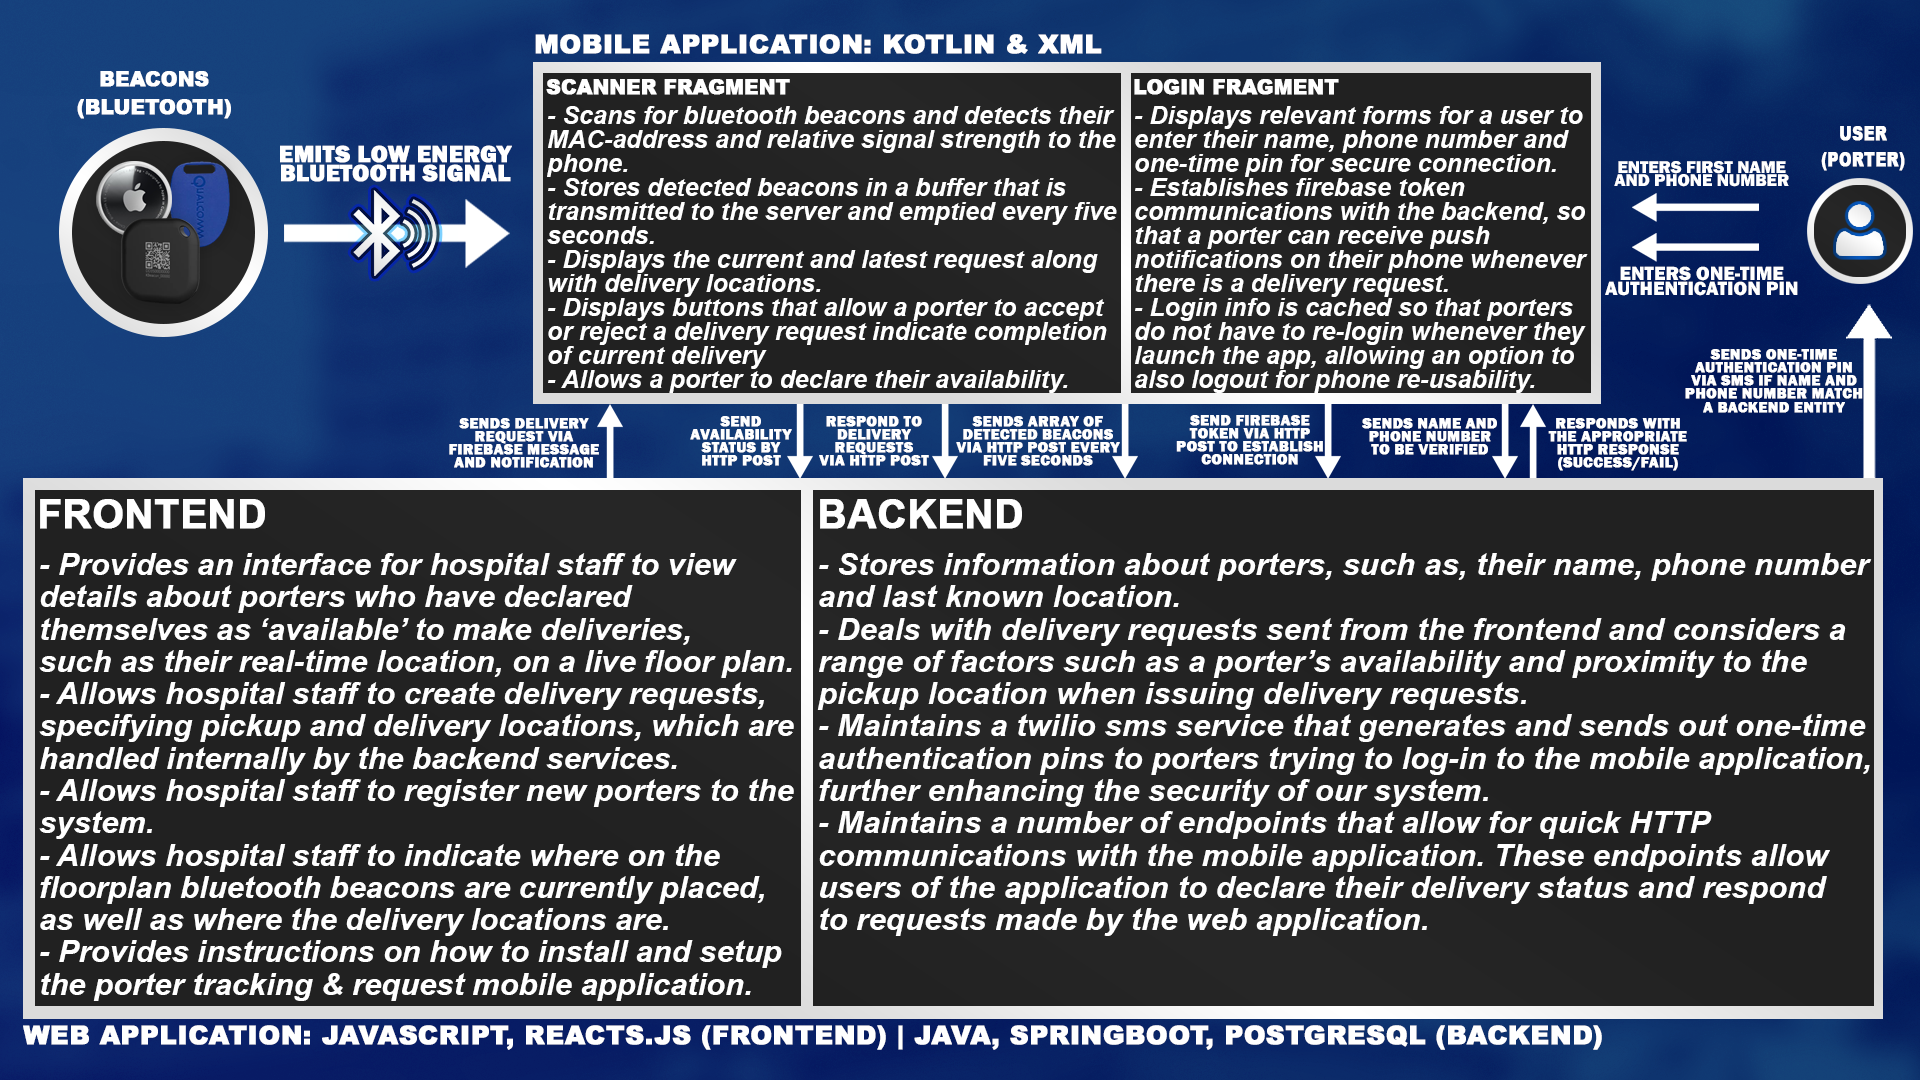 MOBILE APPLICATION: KOTLIN & XML
BEACONS
(BLUETOOTH)
EMITS LOW ENERGY
BLUETOOTH SIGNAL
SCANNER FRAGMENT
- Scans for bluetooth beacons and detects their
MAC-address and relative signal strength to the
phone.
- Stores detected beacons in a buffer that is
transmitted to the server and emptied every five
seconds.
- Displays the current and latest request along
with delivery locations.
- Displays buttons that allow a porter to accept
or reject a delivery request indicate completion
of current delivery
- Allows a porter to declare their availability.
LOGIN FRAGMENT
- Displays relevant forms for a user to
enter their name, phone number and
one-time pin for secure connection.
- Establishes firebase token
communications with the backend, so
that a porter can receive push
notifications on their phone whenever
there is a delivery request.
- Login info is cached so that porters
do not have to re-login whenever they
launch the app, allowing an option to
also logout for phone re-usability.
USER
(PORTER)
ENTERS FIRST NAME
AND PHONE NUMBER
ENTERS ONE-TIME
AUTHENTICATION PIN
SENDS ONE-TIME
AUTHENTICATION PIN
VIA SMS IF NAME AND
PHONE NUMBER MATCH
A BACKEND ENTITY
SENDS DELIVERY
REQUEST VIA
FIREBASE MESSAGE
AND NOTIFICATION
SEND
AVAILABILITY
STATUS BY
HTTP POST
RESPOND TO
DELIVERY
REQUESTS
VIA HTTP POST
SENDS ARRAY OF
DETECTED BEACONS
VIA HTTP POST EVERY
FIVE SECONDS
SEND FIREBASE
TOKEN VIA HTTP
POST TO ESTABLISH
CONNECTION
SENDS NAME AND
PHONE NUMBER
TO BE VERIFIED
RESPONDS WITH
THE APPROPRIATE
HTTP RESPONSE
(SUCCESS/FAIL)
FRONTEND
- Provides an interface for hospital staff to view
details about porters who have declared
themselves as ‘available’ to make deliveries,
such as their real-time location, on a live floor plan.
- Allows hospital staff to create delivery requests,
specifying pickup and delivery locations, which are
handled internally by the backend services.
- Allows hospital staff to register new porters to the
system.
- Allows hospital staff to indicate where on the
floorplan bluetooth beacons are currently placed,
as well as where the delivery locations are.
- Provides instructions on how to install and setup
the porter tracking & request mobile application.
BACKEND
- Stores information about porters, such as, their name, phone number
and last known location.
- Deals with delivery requests sent from the frontend and considers a
range of factors such as a porter’s availability and proximity to the
pickup location when issuing delivery requests.
- Maintains a twilio sms service that generates and sends out one-time
authentication pins to porters trying to log-in to the mobile application,
further enhancing the security of our system.
- Maintains a number of endpoints that allow for quick HTTP
communications with the mobile application. These endpoints allow
users of the application to declare their delivery status and respond
to requests made by the web application.
WEB APPLICATION: JAVASCRIPT, REACTS.JS (FRONTEND) | JAVA, SPRINGBOOT, POSTGRESQL (BACKEND)